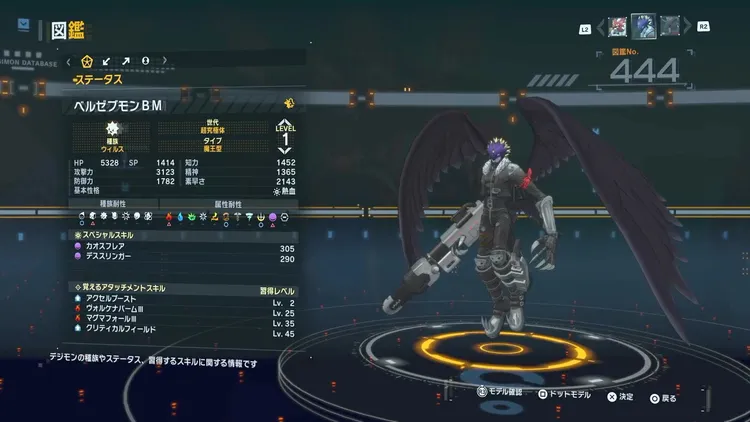 図鑑
L2
R2
DIGIMON DATABASE
図鑑No.
444
ステータス
ベルゼブモンBM
種族
ウィルス
世代
超究極体
タイプ
魔王型
LEVEL
1
HP 5328 SP 1414 知力 1452
攻撃力 3123 精神 1365
防御力 1782 素早さ 2143
基本性格 熱血
種族耐性 属性耐性
スペシャルスキル
カオスフレア 305
デススリンガー 290
覚えるアタッチメントスキル 習得レベル
アクセルブースト Lv. 2
ヴォルケナパームIII Lv. 25
マグマフォールIII Lv. 35
クリティカルフィールド Lv. 45
デジモンの種族やステータス、習得するスキルに関する情報です
R3 モデル確認 ドットモデル 決定 戻る